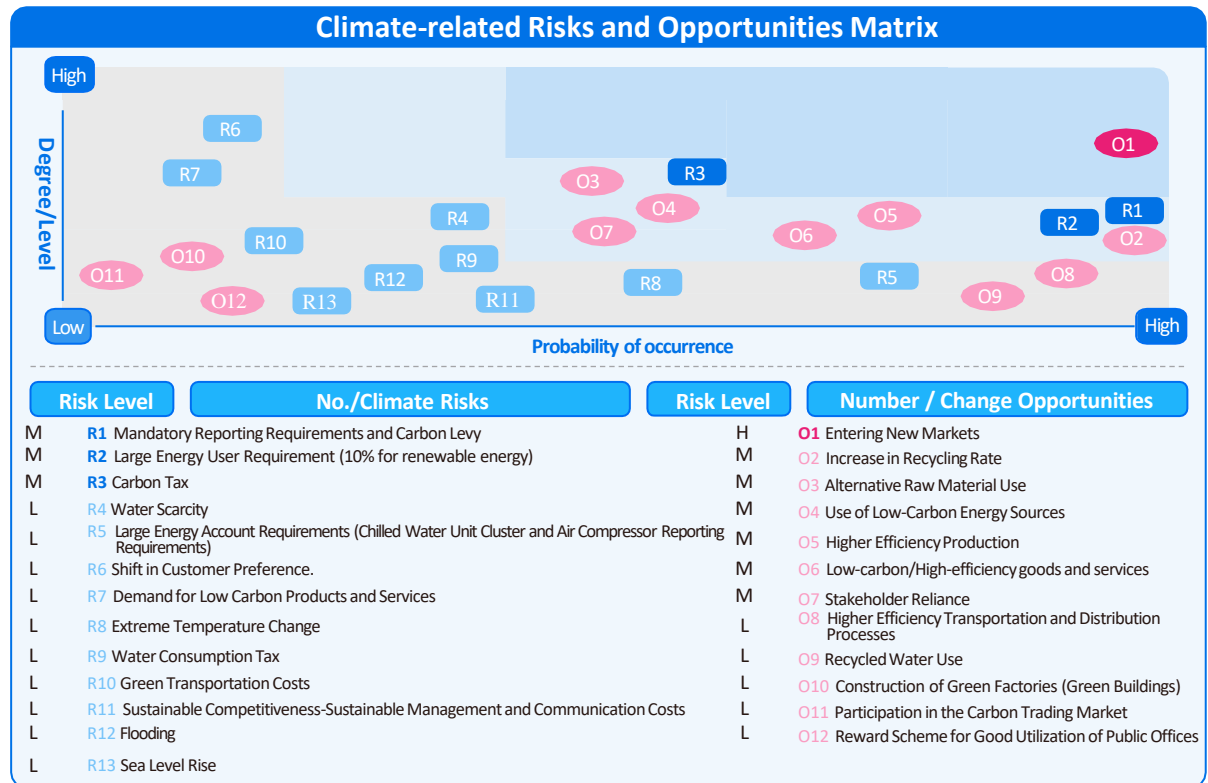 Climate-related Risks and Opportunities Matrix
High
Degree/Level
R6
O1
R7
O3
R3
R4
O4
O5
R1
R2
O7
O6
O2
R10
O10
R9
O11
R12
R8
R5
O8
O12
R13
R11
O9
Low
High
Probability of occurrence
Risk Level No./Climate Risks
M R1 Mandatory Reporting Requirements and Carbon Levy
M R2 Large Energy User Requirement (10% for renewable energy)
M R3 Carbon Tax
L R4 Water Scarcity
L R5 Large Energy Account Requirements (Chilled Water Unit Cluster and Air Compressor Reporting
Requirements)
L R6 Shift in Customer Preference.
L R7 Demand for Low Carbon Products and Services
L R8 Extreme Temperature Change
L R9 Water Consumption Tax
L R10 Green Transportation Costs
L R11 Sustainable Competitiveness-Sustainable Management and Communication Costs
L R12 Flooding
L R13 Sea Level Rise
Risk Level Number / Change Opportunities
H O1 Entering New Markets
M O2 Increase in Recycling Rate
M O3 Alternative Raw Material Use
M O4 Use of Low-Carbon Energy Sources
M O5 Higher Efficiency Production
M O6 Low-carbon/High-efficiency goods and services
M O7 Stakeholder Reliance
L O8 Higher Efficiency Transportation and Distribution
Processes
L O9 Recycled Water Use
L O10 Construction of Green Factories (Green Buildings)
L O11 Participation in the Carbon Trading Market
L O12 Reward Scheme for Good Utilization of Public Offices